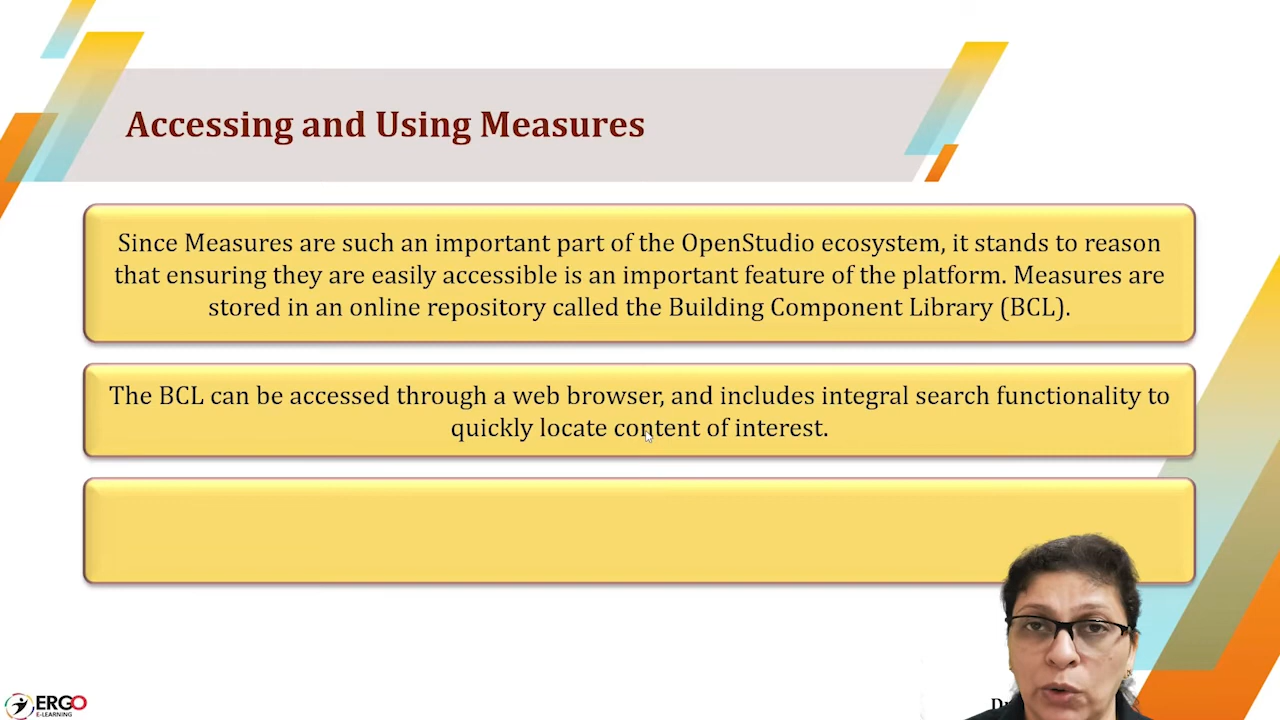 Accessing and Using Measures
Since Measures are such an important part of the OpenStudio ecosystem, it stands to reason
that ensuring they are easily accessible is an important feature of the platform. Measures are
stored in an online repository called the Building Component Library (BCL).
The BCL can be accessed through a web browser, and includes integral search functionality to
quickly locate content of interest.
ERGO
E-LEARNING